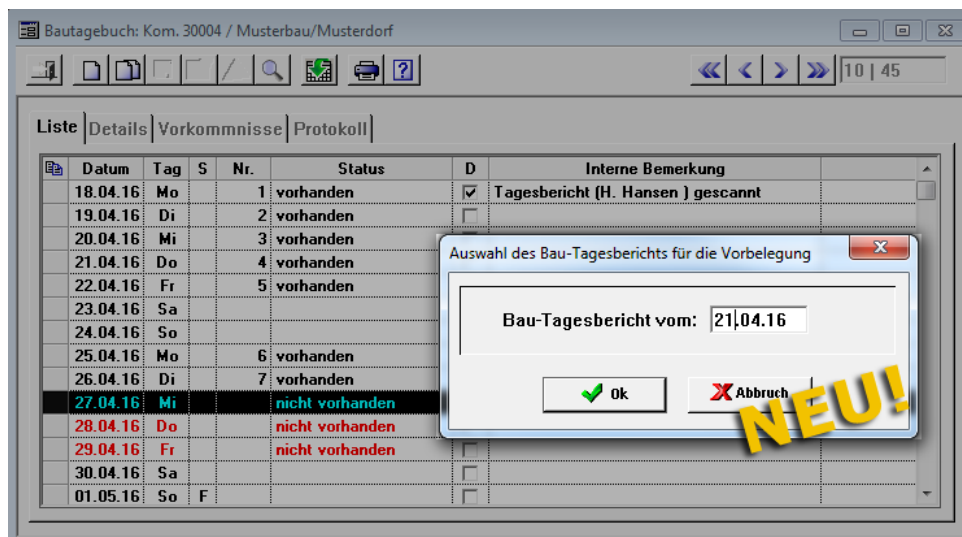 Bautagebuch: Kom. 30004 / Musterbau/Musterdorf
10 | 45
Liste Details Vorkommnisse Protokoll
Datum Tag S Nr. Status D Interne Bemerkung
18.04.16 Mo 1 vorhanden Tagesbericht (H. Hansen ) gescannt
19.04.16 Di 2 vorhanden
20.04.16 Mi 3 vorhanden
21.04.16 Do 4 vorhanden
22.04.16 Fr 5 vorhanden
23.04.16 Sa
24.04.16 So
25.04.16 Mo 6 vorhanden
26.04.16 Di 7 vorhanden
27.04.16 Mi nicht vorhanden
28.04.16 Do nicht vorhanden
29.04.16 Fr nicht vorhanden
30.04.16 Sa
01.05.16 So F
Auswahl des Bau-Tagesberichts für die Vorbelegung
Bau-Tagesbericht vom: 21.04.16
Ok Abbruch
NEU!